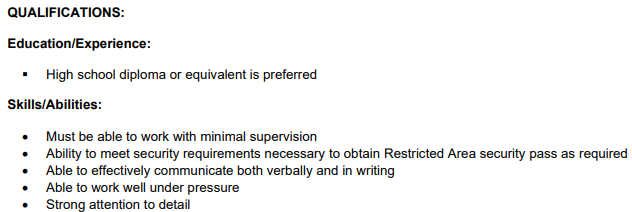 QUALIFICATIONS:
Education/Experience:
▪ High school diploma or equivalent is preferred
Skills/Abilities:
• Must be able to work with minimal supervision
• Ability to meet security requirements necessary to obtain Restricted Area security pass as required
• Able to effectively communicate both verbally and in writing
• Able to work well under pressure
• Strong attention to detail